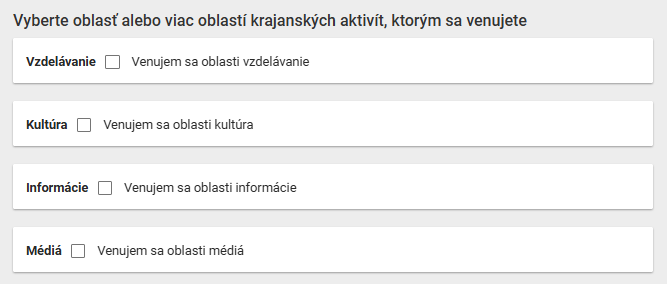 Vyberte oblasť alebo viac oblastí krajanských aktivít, ktorým sa venujete
Vzdelávanie Venujem sa oblasti vzdelávanie
Kultúra Venujem sa oblasti kultúra
Informácie Venujem sa oblasti informácie
Médiá Venujem sa oblasti médiá